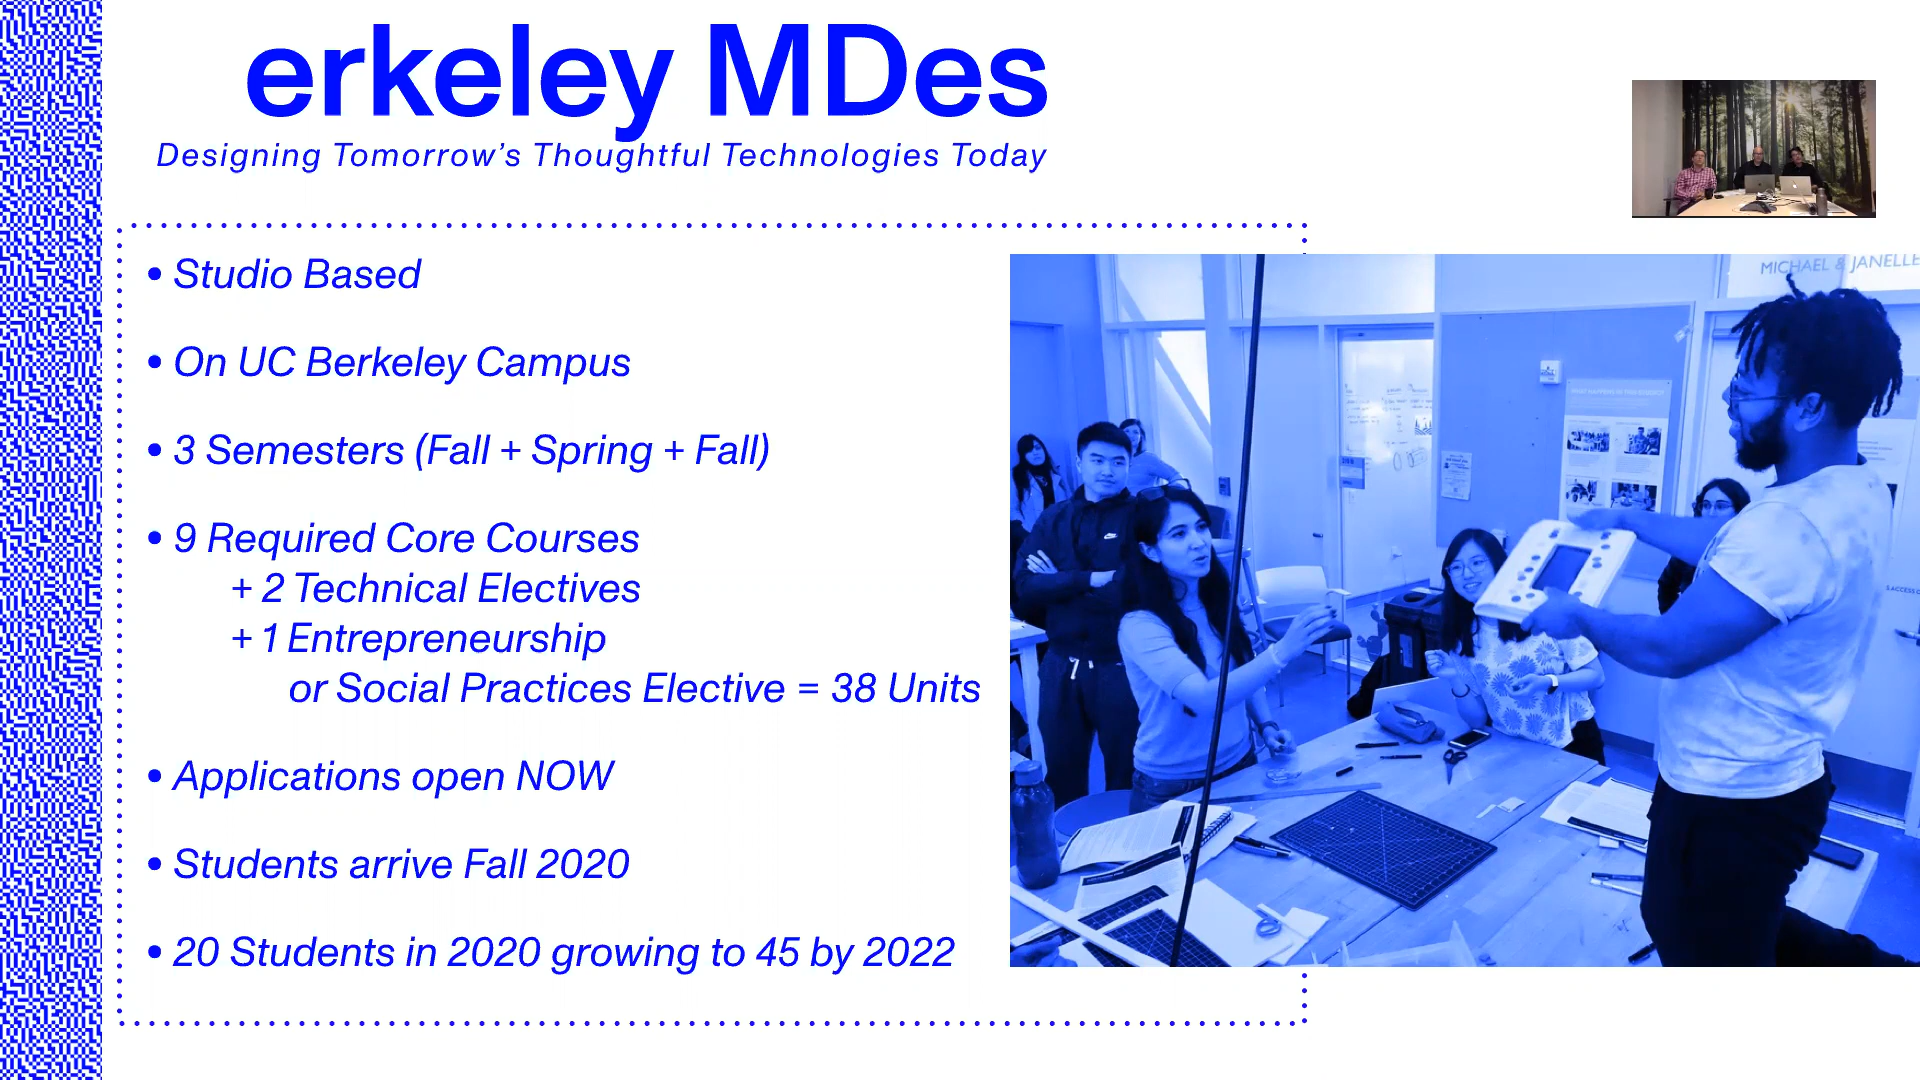 erkeley MDes
Designing Tomorrow’s Thoughtful Technologies Today
• Studio Based
• On UC Berkeley Campus
• 3 Semesters (Fall + Spring + Fall)
• 9 Required Core Courses
+ 2 Technical Electives
+ 1 Entrepreneurship
or Social Practices Elective = 38 Units
• Applications open NOW
• Students arrive Fall 2020
• 20 Students in 2020 growing to 45 by 2022
MICHAEL & JANELLE